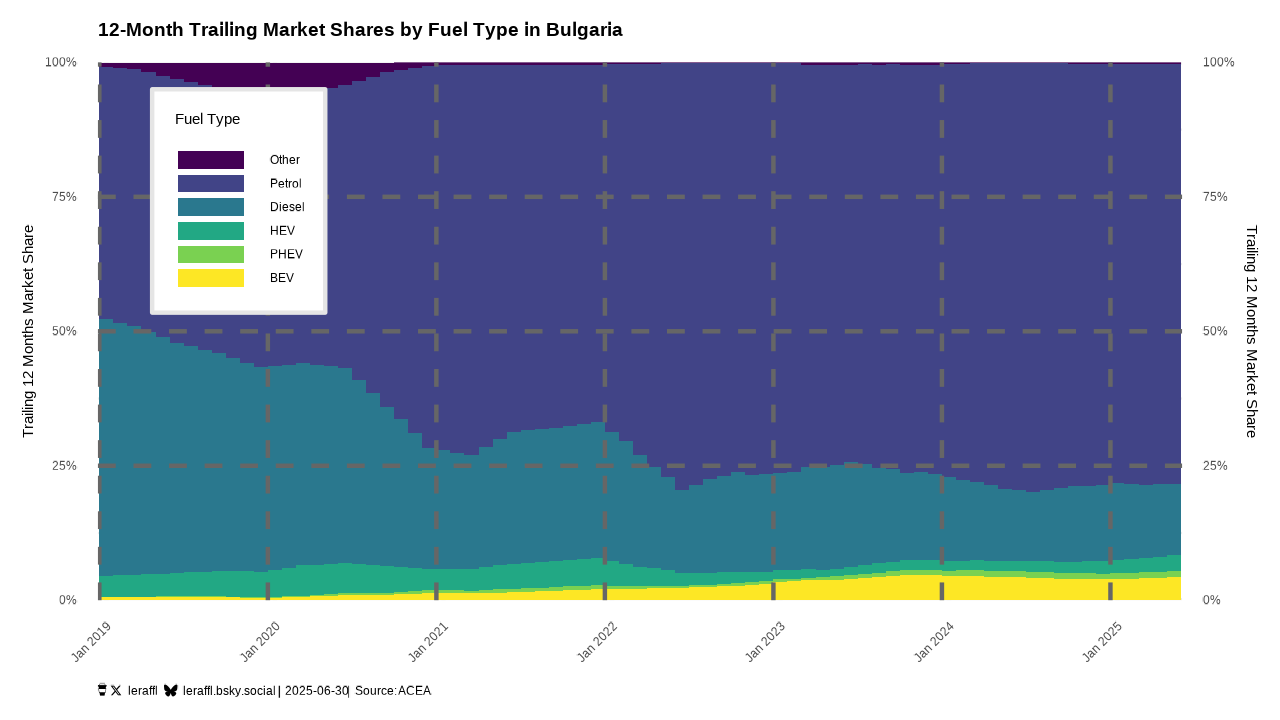 12-Month Trailing Market Shares by Fuel Type in Bulgaria
100% 100%
Fuel Type
Other
Petrol
75% 75%
Diesel
HEV
PHEV
BEV
50% 50%
25% 25%
0% 0%
Trailing 12 Months Market Share
Trailing 12 Months Market Share
Jan 2019 Jan 2020 Jan 2021 Jan 2022 Jan 2023 Jan 2024 Jan 2025
leraffl leraffl.bsky.social | 2025-06-30 | Source: ACEA